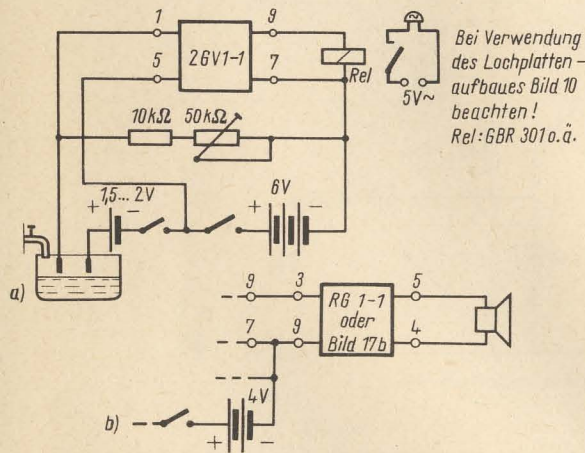 1
9
5
2GV1-1
7
Rel
Bei Verwendung
des Lochplatten-
aufbaues Bild 10
beachten!
Rel: GBR 301 o.ä.
5V~
10kΩ
50kΩ
1,5...2V
+
-
6V
+
-
a)
9
3
RG 1-1
oder
Bild 17b
5
7
9
4
4V
b)
+
-